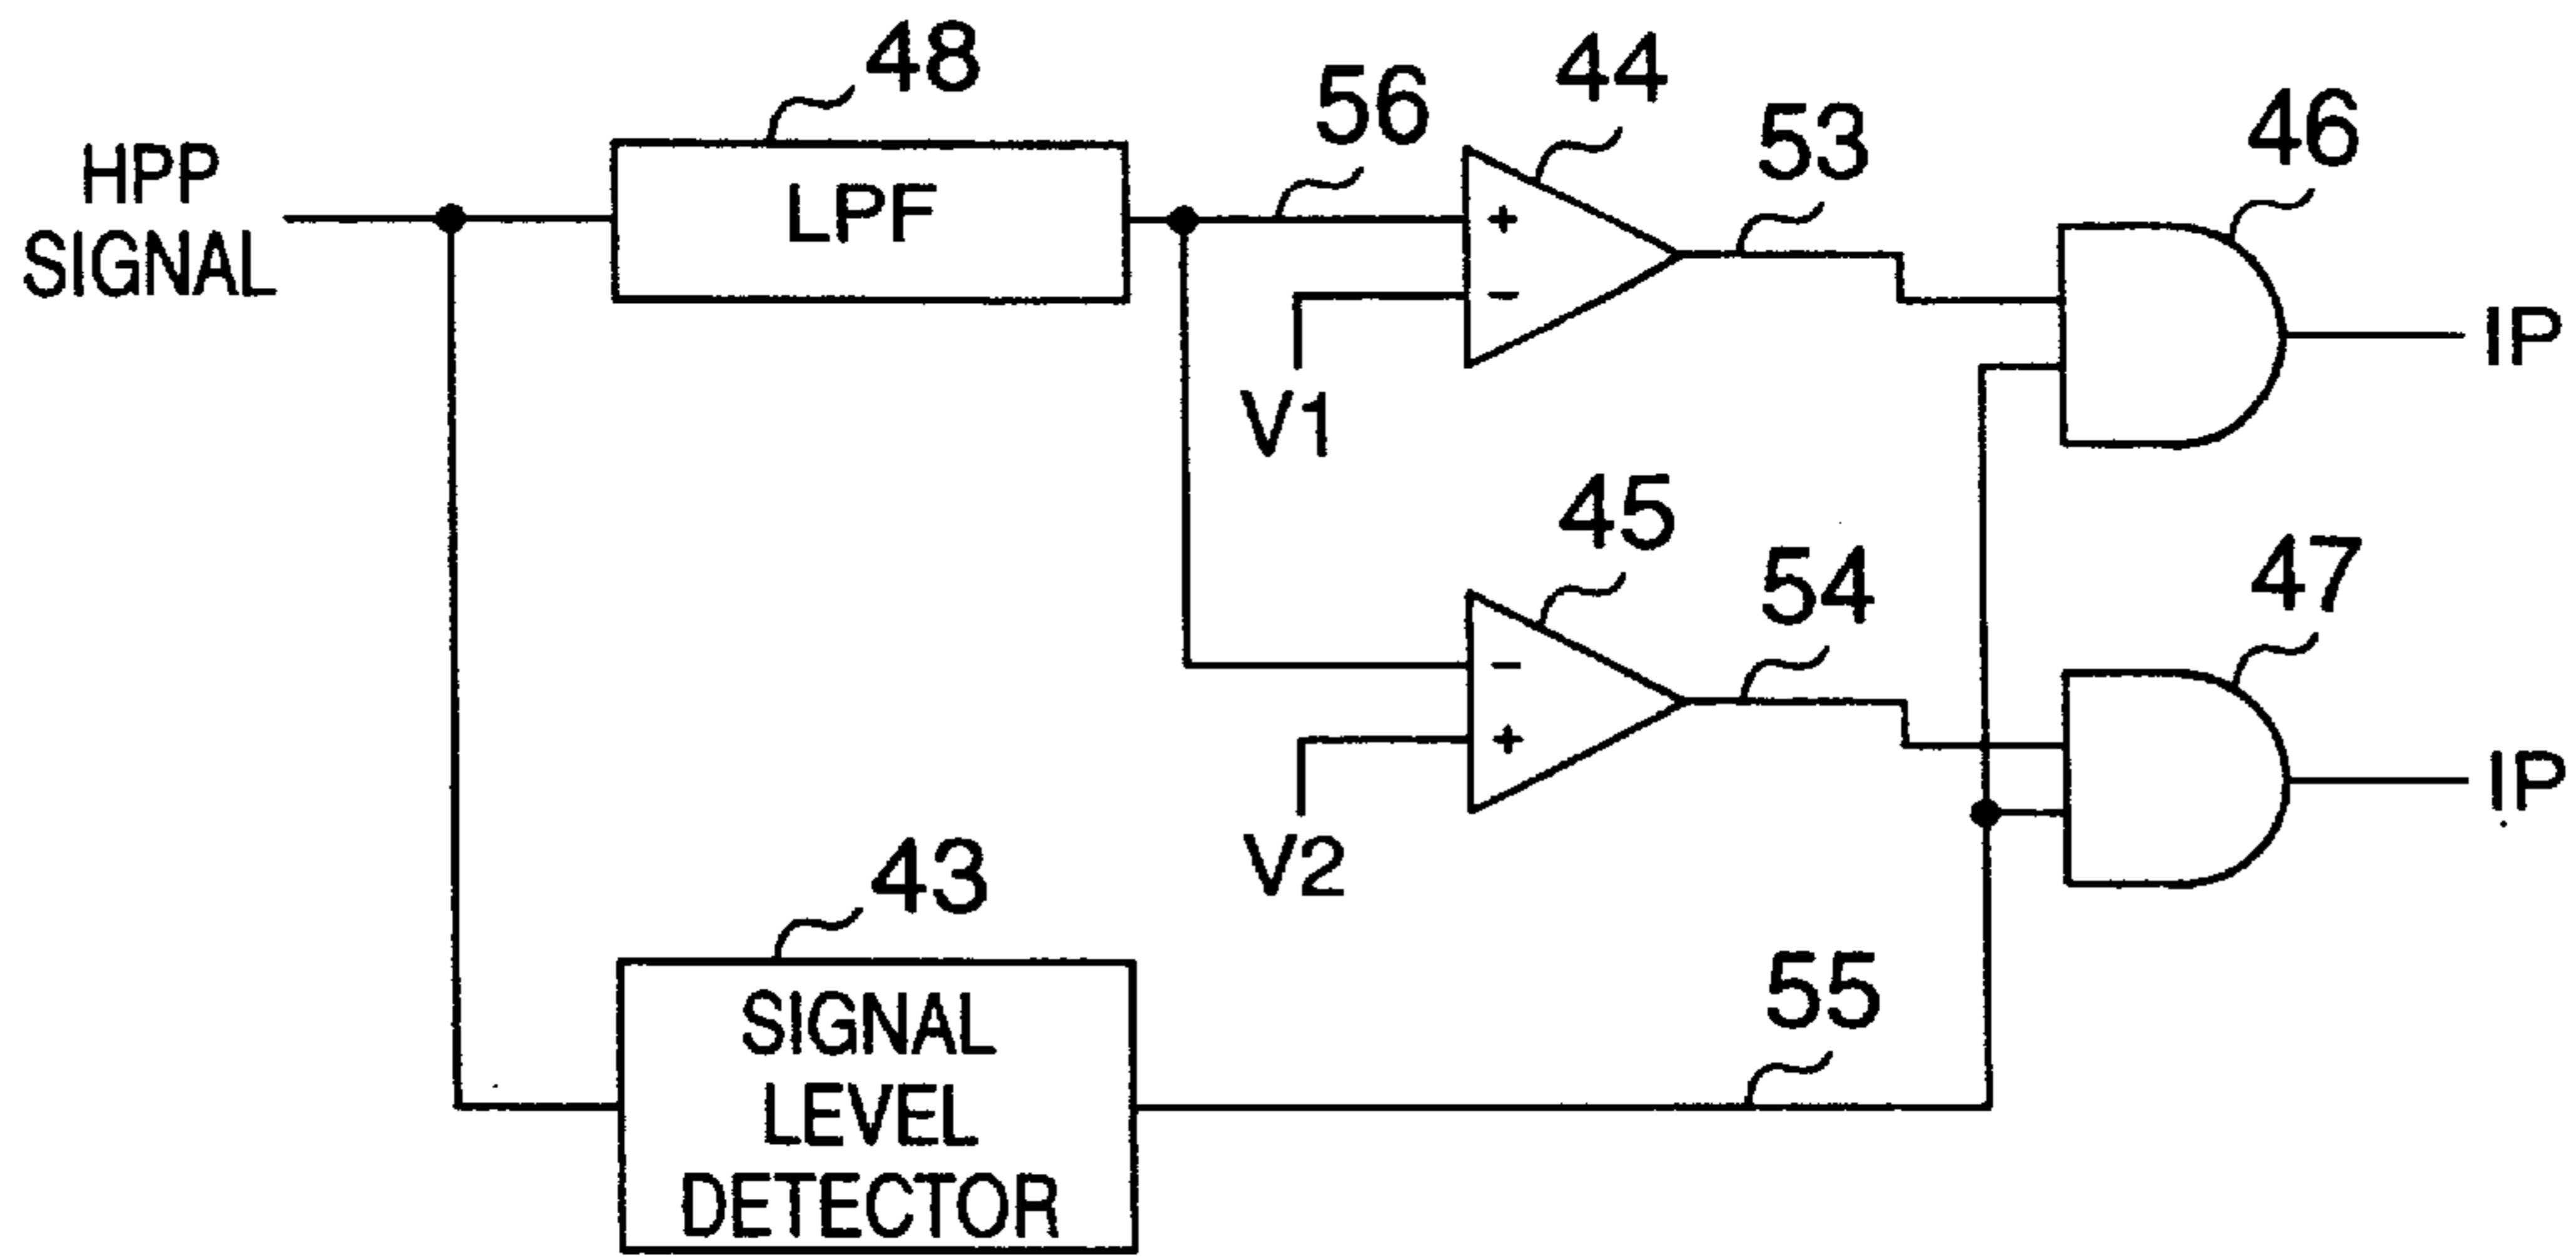 48
56
44
53
46
HPP
SIGNAL
LPF
+
−
V1
IP
45
54
47
−
+
V2
IP
43
55
SIGNAL
LEVEL
DETECTOR